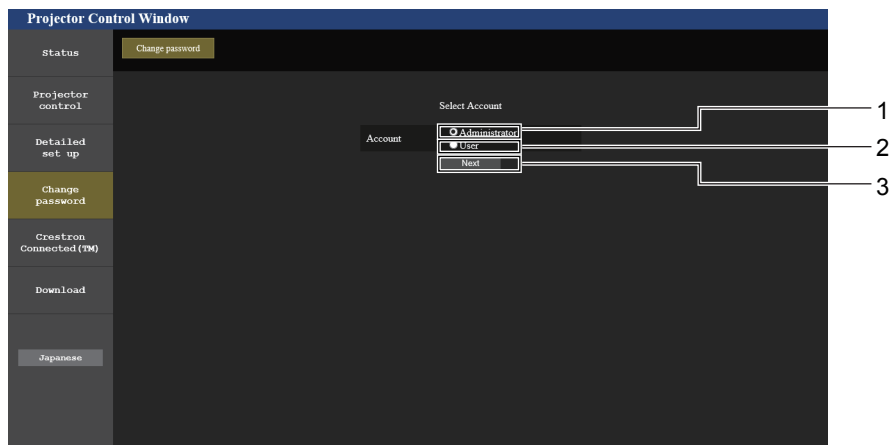 Projector Control Window
Status
Change password
Projector
control
Select Account
1
Administrator
Account
Detailed
set up
User
2
Next
3
Change
password
Crestron
Connected(TM)
Download
Japanese